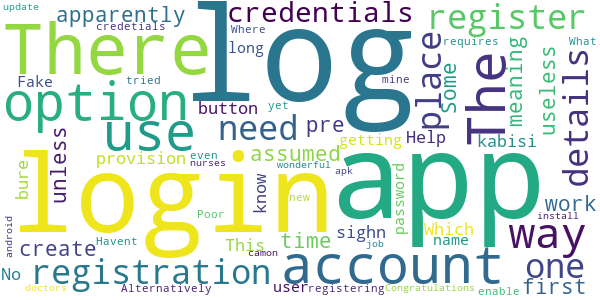 update
apparently
log
credentials
register
credetials
There
Where
long
requires
What
Fake
tried
mine
place
Some
meaning
useless
details
option
button
yet
The
use
need
pre
Help
kabisi
unless
bure
provision
even
assumed
getting
login
nurses
wonderful
know
apk
app
password
Which
work
create
Poor
This
time
sighn
new
name
way
one
android
Havent
camon
job
install
No
registration
account
first
doctors
Alternatively
user
registering
Congratulations
enable